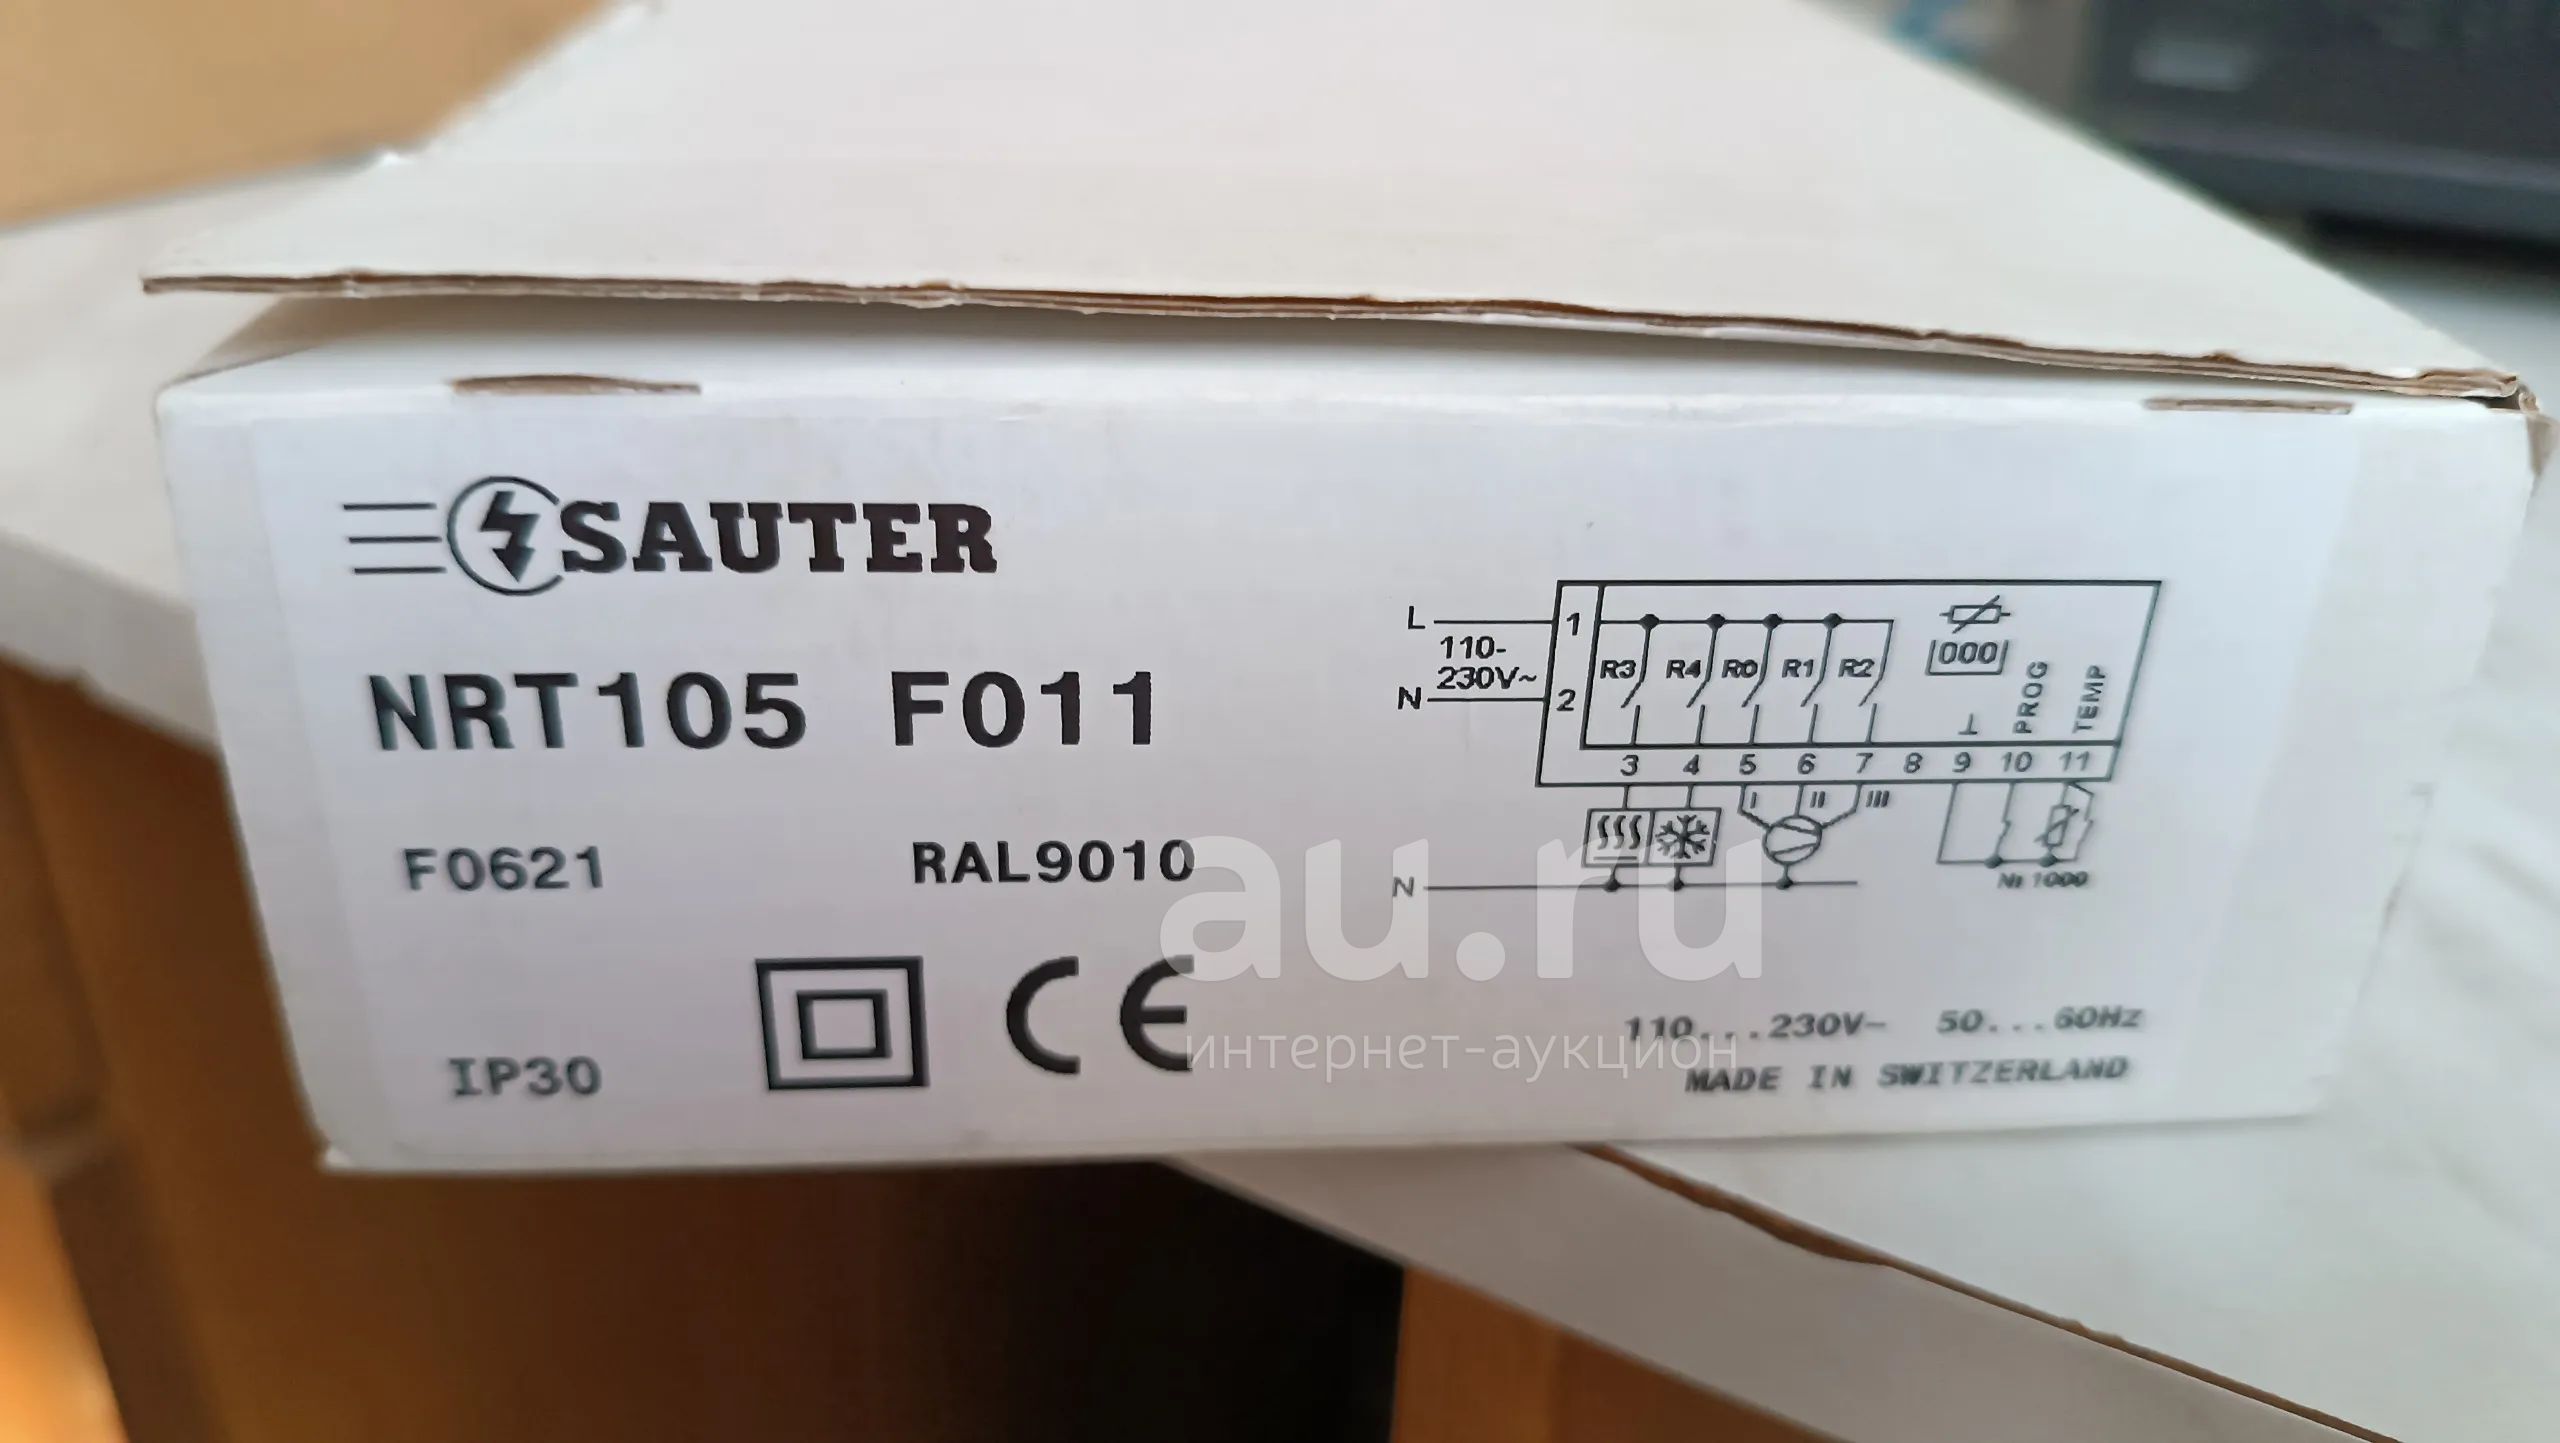 SAUTER
NRT105 F011
F0621 RAL9010
IP30 CE
L 1
110-
230V~
N 2
R3 R4 R0 R1 R2
000
PROG TEMP
3 4 5 6 7 8 9 10 11
I II III
N
Ni 1000
110...230V~ 50...60Hz
MADE IN SWITZERLAND
au.ru
интернет-аукцион